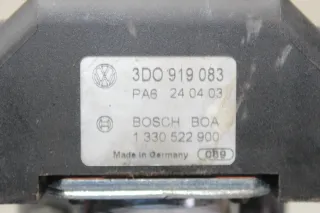 3D0 919 083
PA6 24 04 03
BOSCH BOA
1 330 522 900
Made in Germany